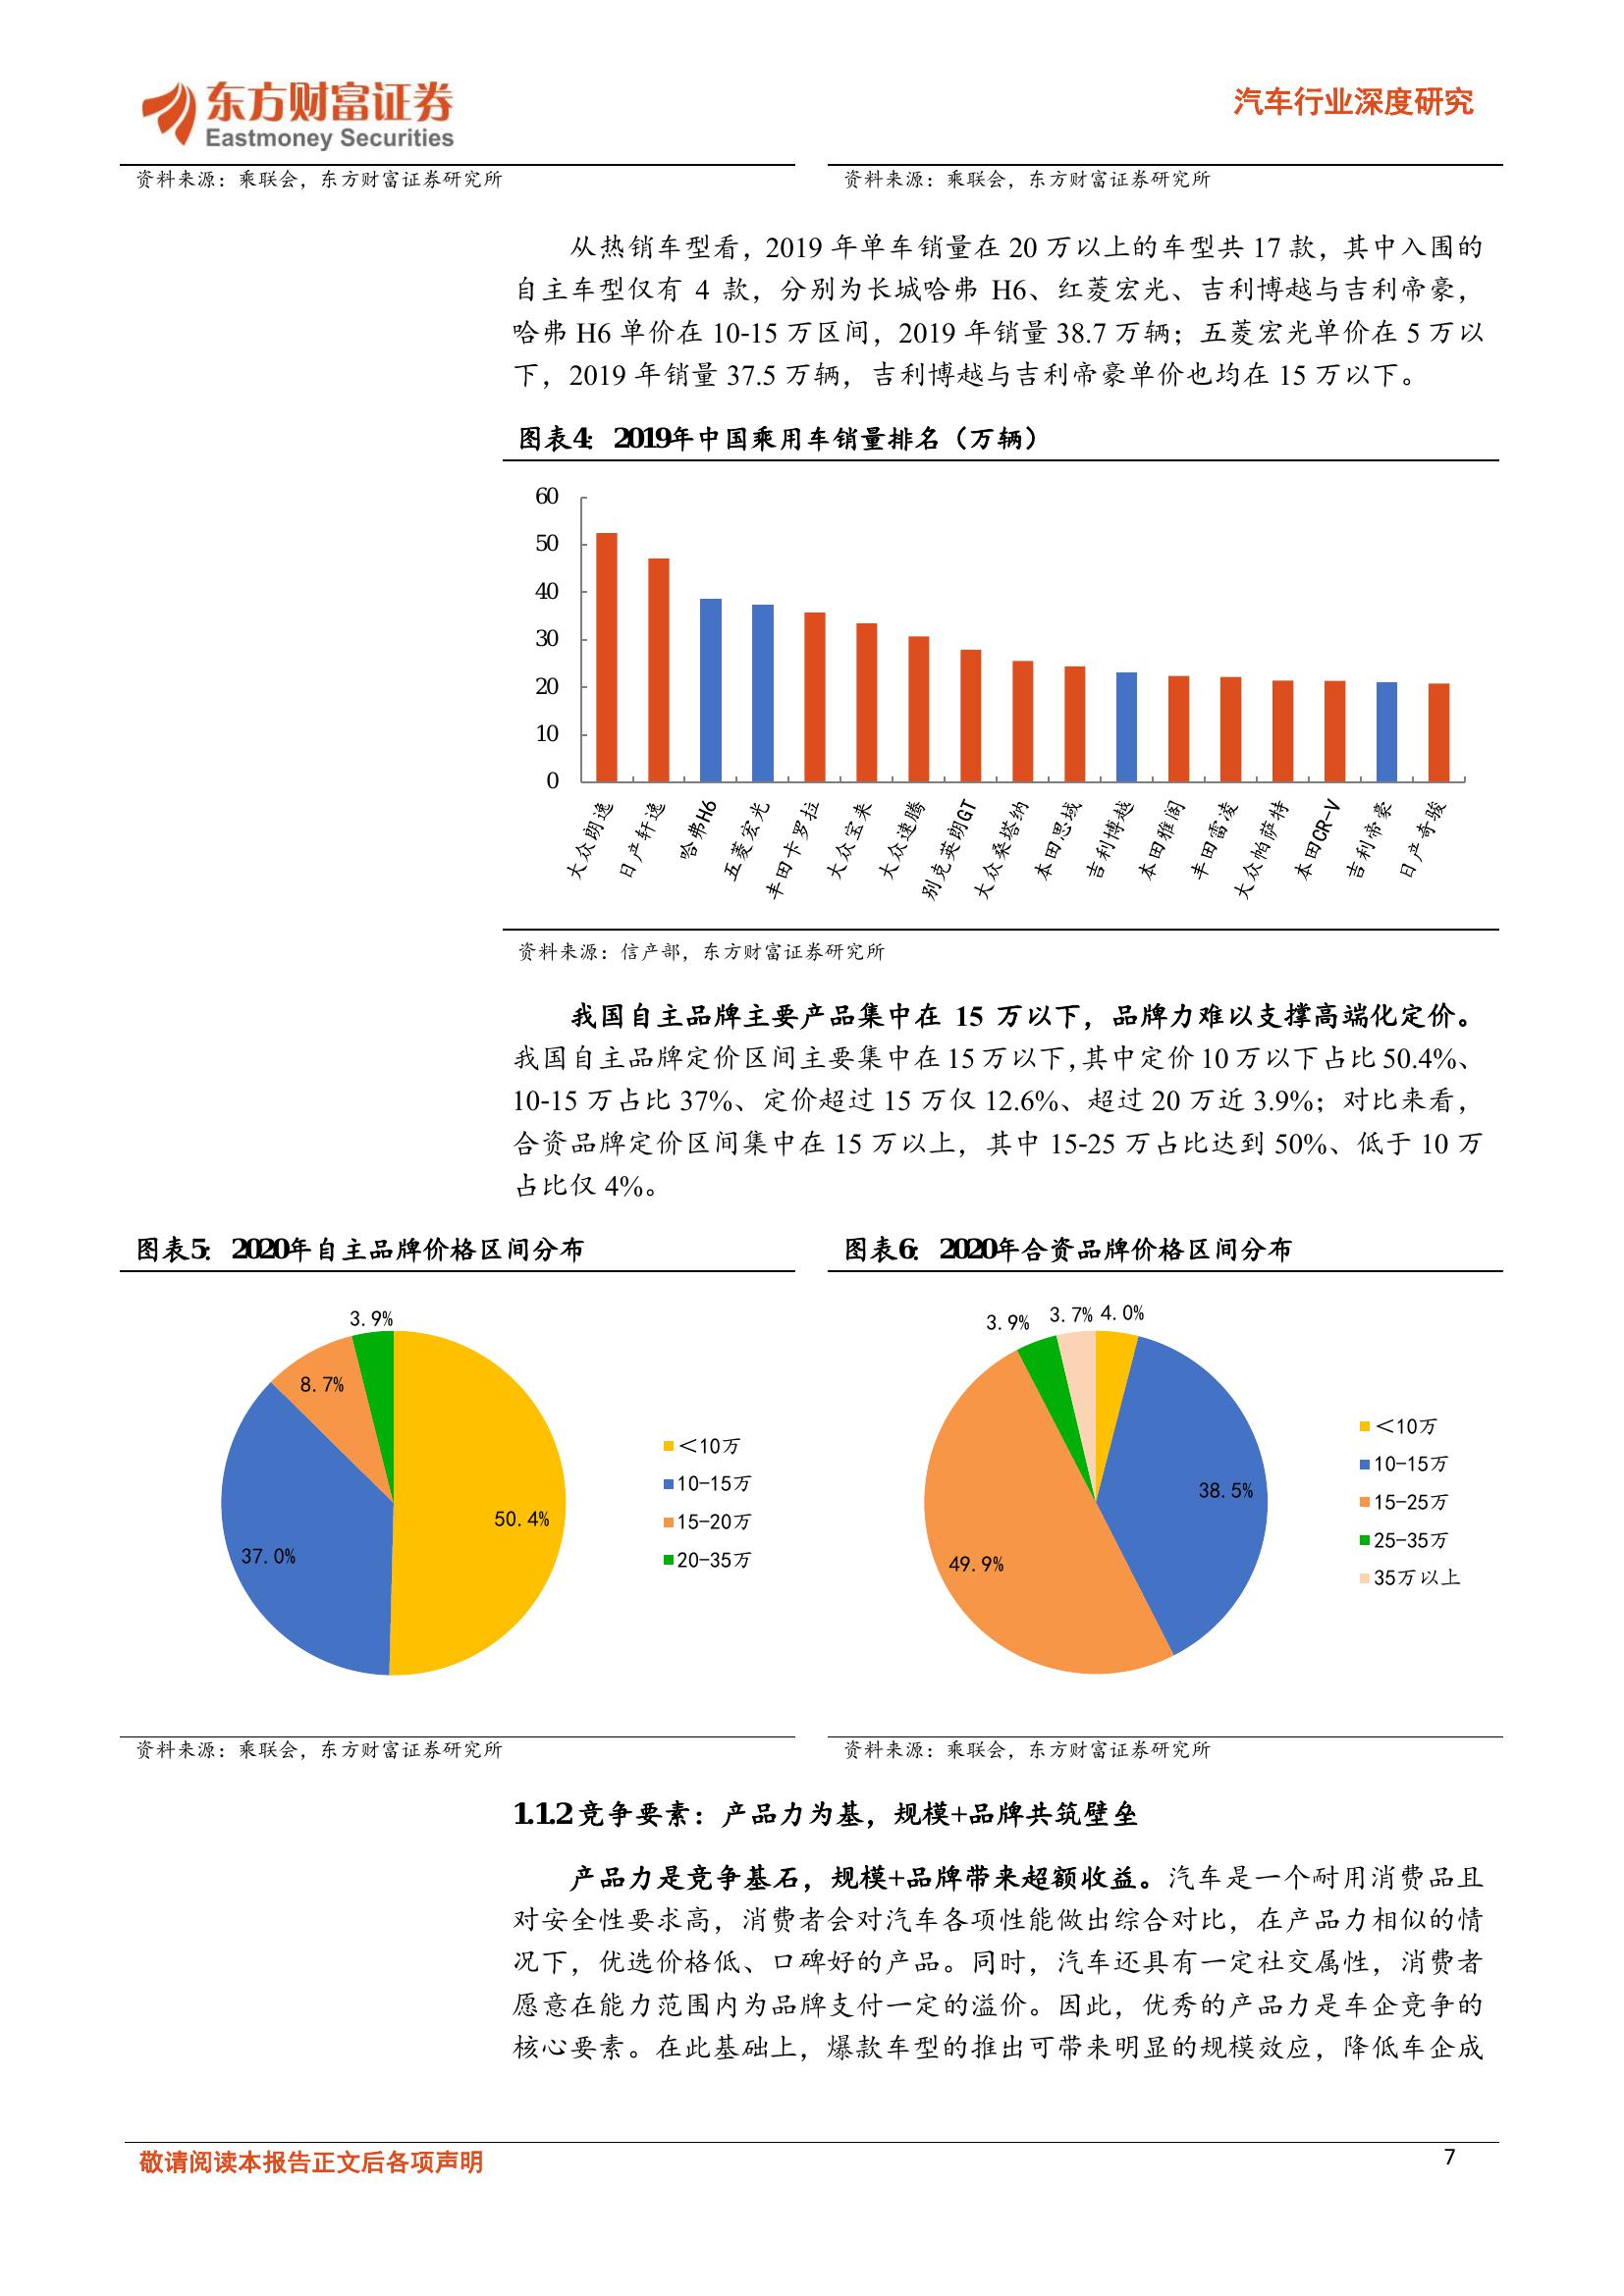 东方财富证券
Eastmoney Securities
汽车行业深度研究
资料来源：乘联会，东方财富证券研究所
资料来源：乘联会，东方财富证券研究所
从热销车型看，2019 年单车销量在 20 万以上的车型共 17 款，其中入围的
自主车型仅有 4 款，分别为长城哈弗 H6、红菱宏光、吉利博越与吉利帝豪，
哈弗 H6 单价在 10-15 万区间，2019 年销量 38.7 万辆；五菱宏光单价在 5 万以
下，2019 年销量 37.5 万辆，吉利博越与吉利帝豪单价也均在 15 万以下。
图表4： 2019年中国乘用车销量排名（万辆）
60
50
40
30
20
10
0
大众朗逸
日产轩逸
哈弗H6
五菱宏光
丰田卡罗拉
大众宝来
大众速腾
别克英朗GT
大众桑塔纳
本田思域
吉利博越
本田雅阁
丰田雷凌
大众帕萨特
本田CR-V
吉利帝豪
日产奇骏
资料来源：信产部，东方财富证券研究所
我国自主品牌主要产品集中在 15 万以下，品牌力难以支撑高端化定价。
我国自主品牌定价区间主要集中在 15 万以下，其中定价 10 万以下占比 50.4%、
10-15 万占比 37%、定价超过 15 万仅 12.6%、超过 20 万近 3.9%；对比来看，
合资品牌定价区间集中在 15 万以上，其中 15-25 万占比达到 50%、低于 10 万
占比仅 4%。
图表5： 2020年自主品牌价格区间分布
3.9%
8.7%
50.4%
37.0%
＜10万
10-15万
15-20万
20-35万
资料来源：乘联会，东方财富证券研究所
图表6： 2020年合资品牌价格区间分布
3.9%
3.7%
4.0%
38.5%
49.9%
＜10万
10-15万
15-25万
25-35万
35万以上
资料来源：乘联会，东方财富证券研究所
1.1.2 竞争要素：产品力为基，规模+品牌共筑壁垒
产品力是竞争基石，规模+品牌带来超额收益。汽车是一个耐用消费品且
对安全性要求高，消费者会对汽车各项性能做出综合对比，在产品力相似的情
况下，优选价格低、口碑好的产品。同时，汽车还具有一定社交属性，消费者
愿意在能力范围内为品牌支付一定的溢价。因此，优秀的产品力是车企竞争的
核心要素。在此基础上，爆款车型的推出可带来明显的规模效应，降低车企成
敬请阅读本报告正文后各项声明
7